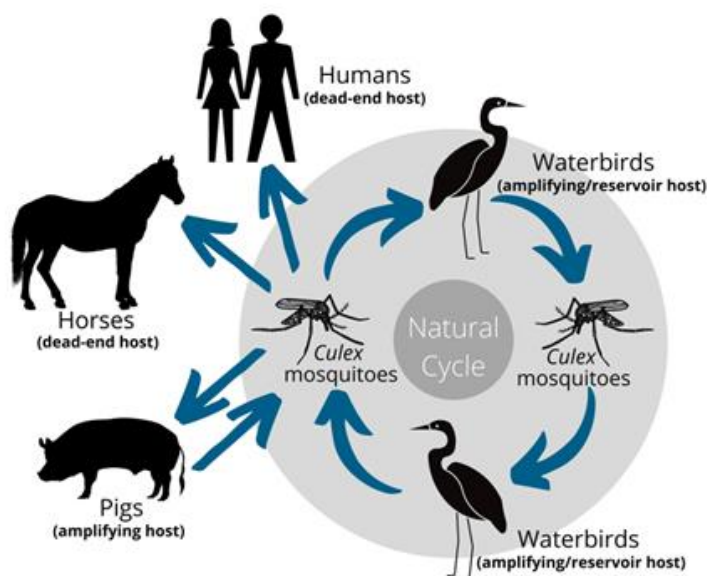 Humans
(dead-end host)
Waterbirds
(amplifying/reservoir host)
Horses
(dead-end host)
Culex
mosquitoes
Natural
Cycle
Culex
mosquitoes
Pigs
(amplifying host)
Waterbirds
(amplifying/reservoir host)